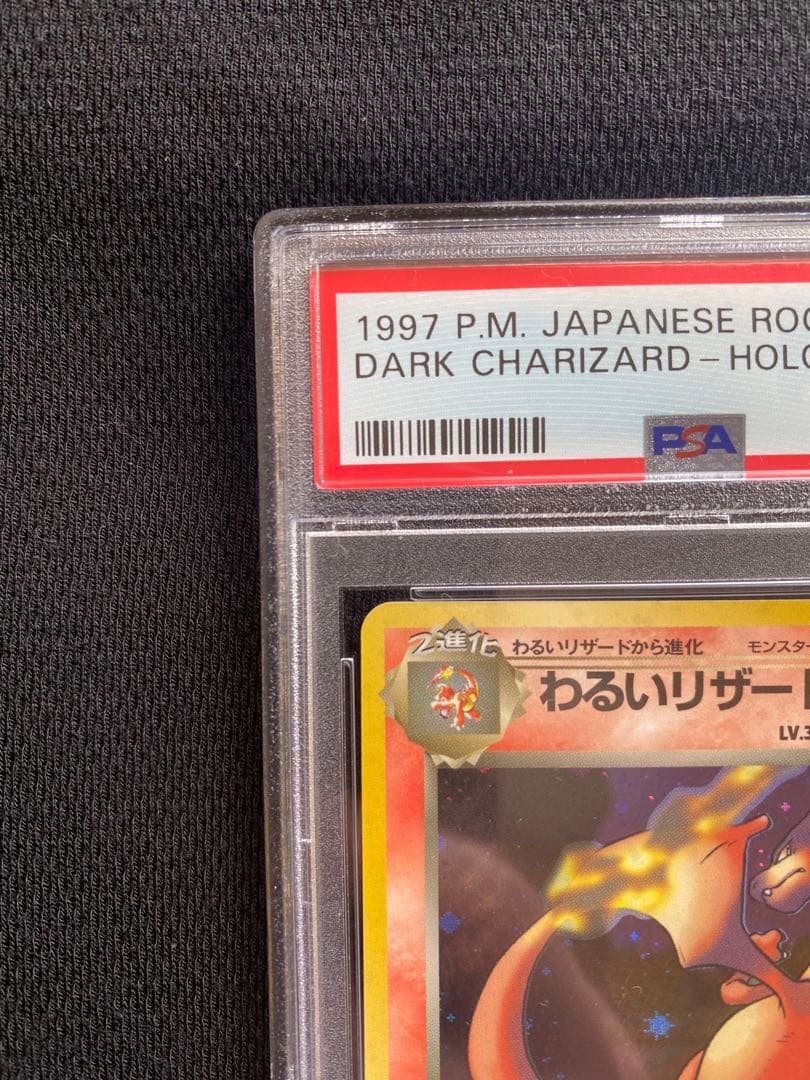 1997 P.M. JAPANESE ROC
DARK CHARIZARD-HOLO
PSA
2進化
わるいリザードから進化
モンスター
わるいリザード
LV.3